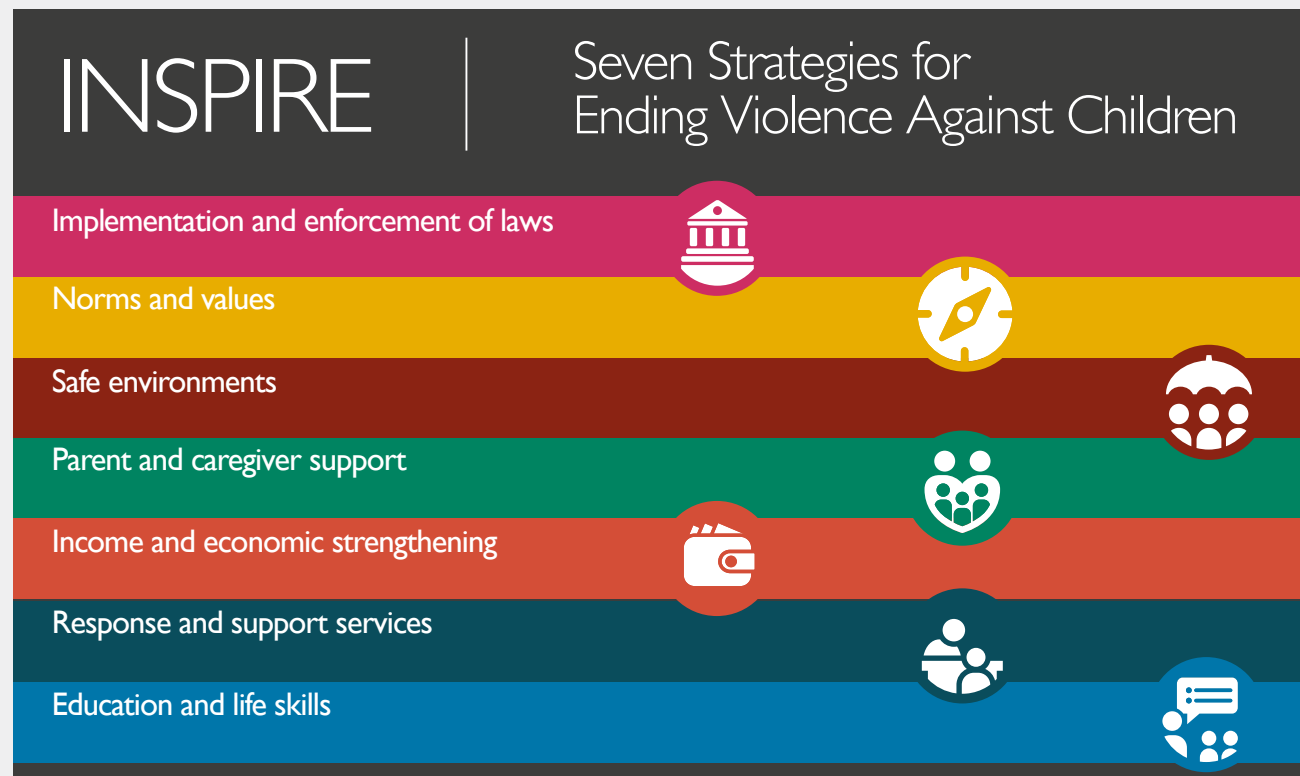 INSPIRE
Seven Strategies for
Ending Violence Against Children
Implementation and enforcement of laws
Norms and values
Safe environments
Parent and caregiver support
Income and economic strengthening
Response and support services
Education and life skills